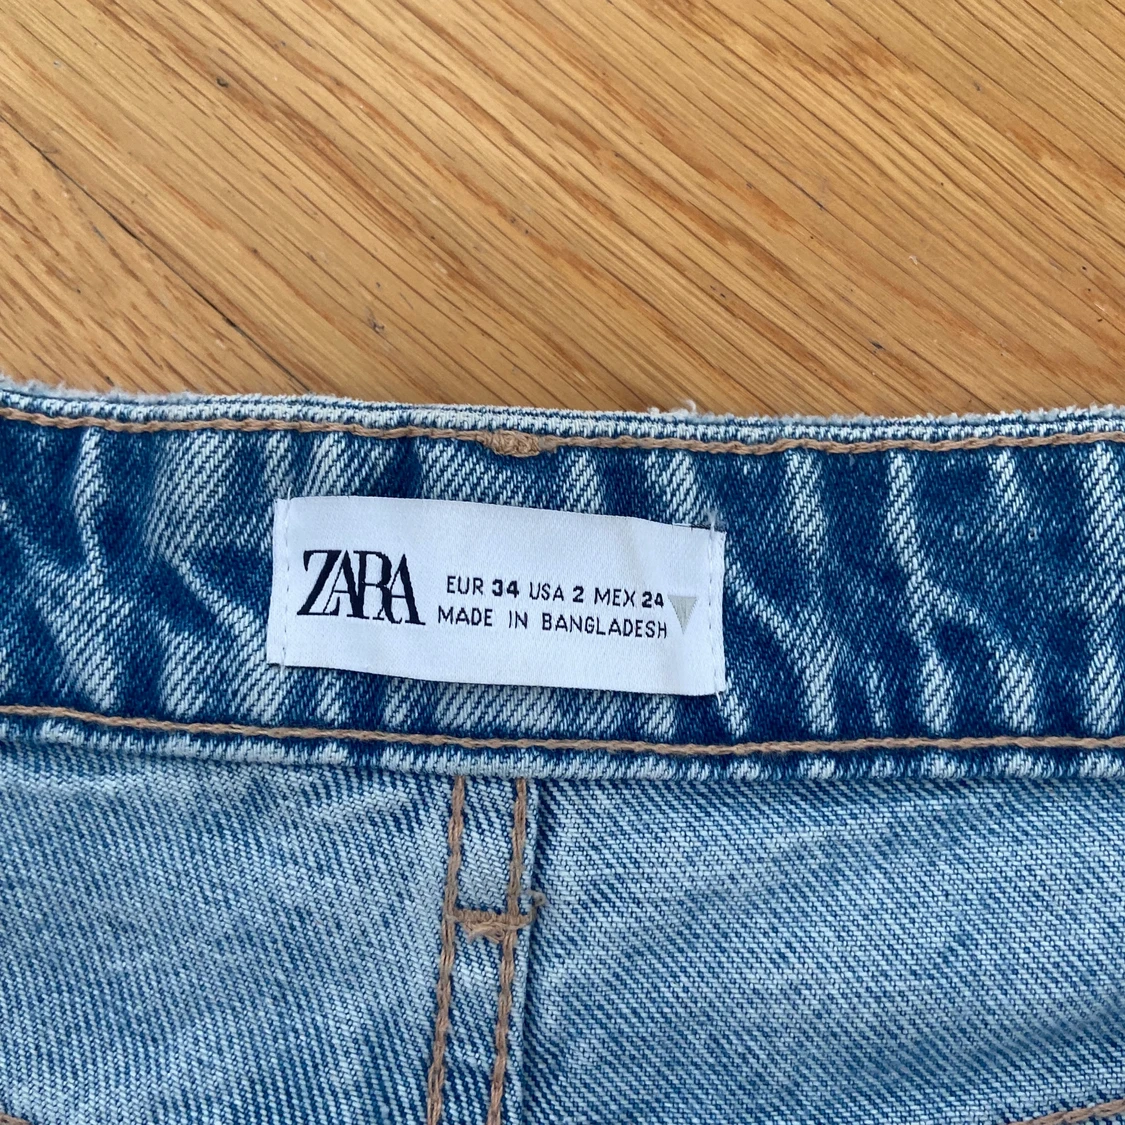 ZARA
EUR 34 USA 2 MEX 24
MADE IN BANGLADESH